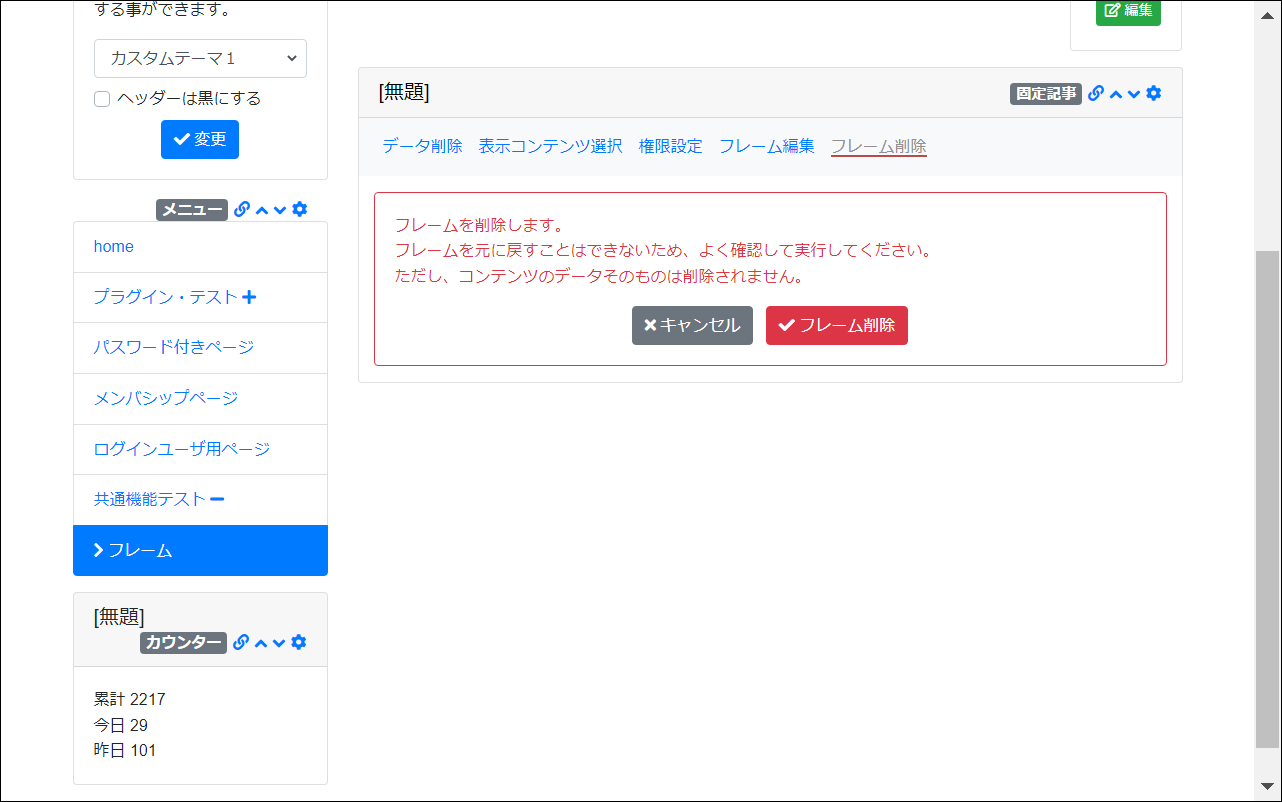 する事ができます。
カスタムテーマ１
ヘッダーは黒にする
変更
メニュー
home
プラグイン・テスト
パスワード付きページ
メンバシップページ
ログインユーザ用ページ
共通機能テスト
フレーム
[無題]
カウンター
累計 2217
今日 29
昨日 101
編集
[無題]
固定記事
データ削除 表示コンテンツ選択 権限設定 フレーム編集 フレーム削除
フレームを削除します。
フレームを元に戻すことはできないため、よく確認して実行してください。
ただし、コンテンツのデータそのものは削除されません。
キャンセル フレーム削除